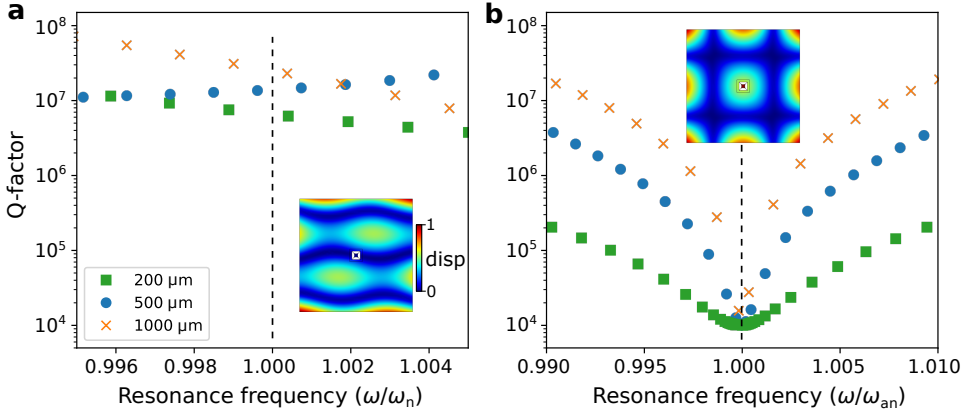 a
b
Q-factor
10⁸
10⁷
10⁶
10⁵
10⁴
200 μm
500 μm
1000 μm
1
disp
0
0.996
0.998
1.000
1.002
1.004
Resonance frequency (ω/ωₙ)
10⁸
10⁷
10⁶
10⁵
10⁴
0.990
0.995
1.000
1.005
1.010
Resonance frequency (ω/ωₐₙ)